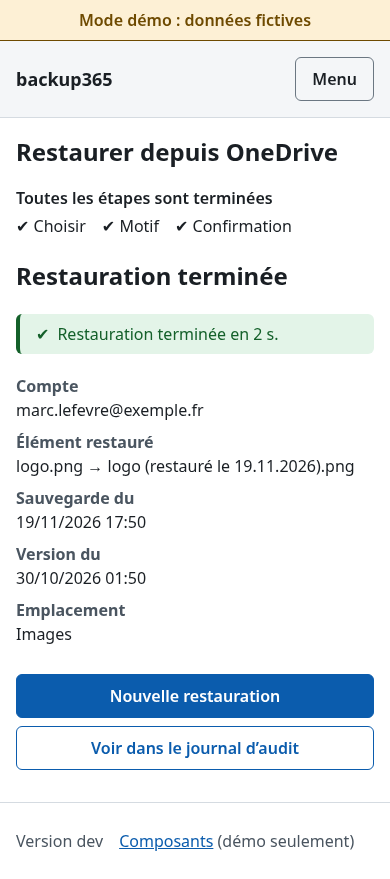 Mode démo : données fictives
backup365
Menu
Restaurer depuis OneDrive
Toutes les étapes sont terminées
✔ Choisir ✔ Motif ✔ Confirmation
Restauration terminée
✔ Restauration terminée en 2 s.
Compte
marc.lefevre@exemple.fr
Élément restauré
logo.png → logo (restauré le 19.11.2026).png
Sauvegarde du
19/11/2026 17:50
Version du
30/10/2026 01:50
Emplacement
Images
Nouvelle restauration
Voir dans le journal d’audit
Version dev Composants (démo seulement)